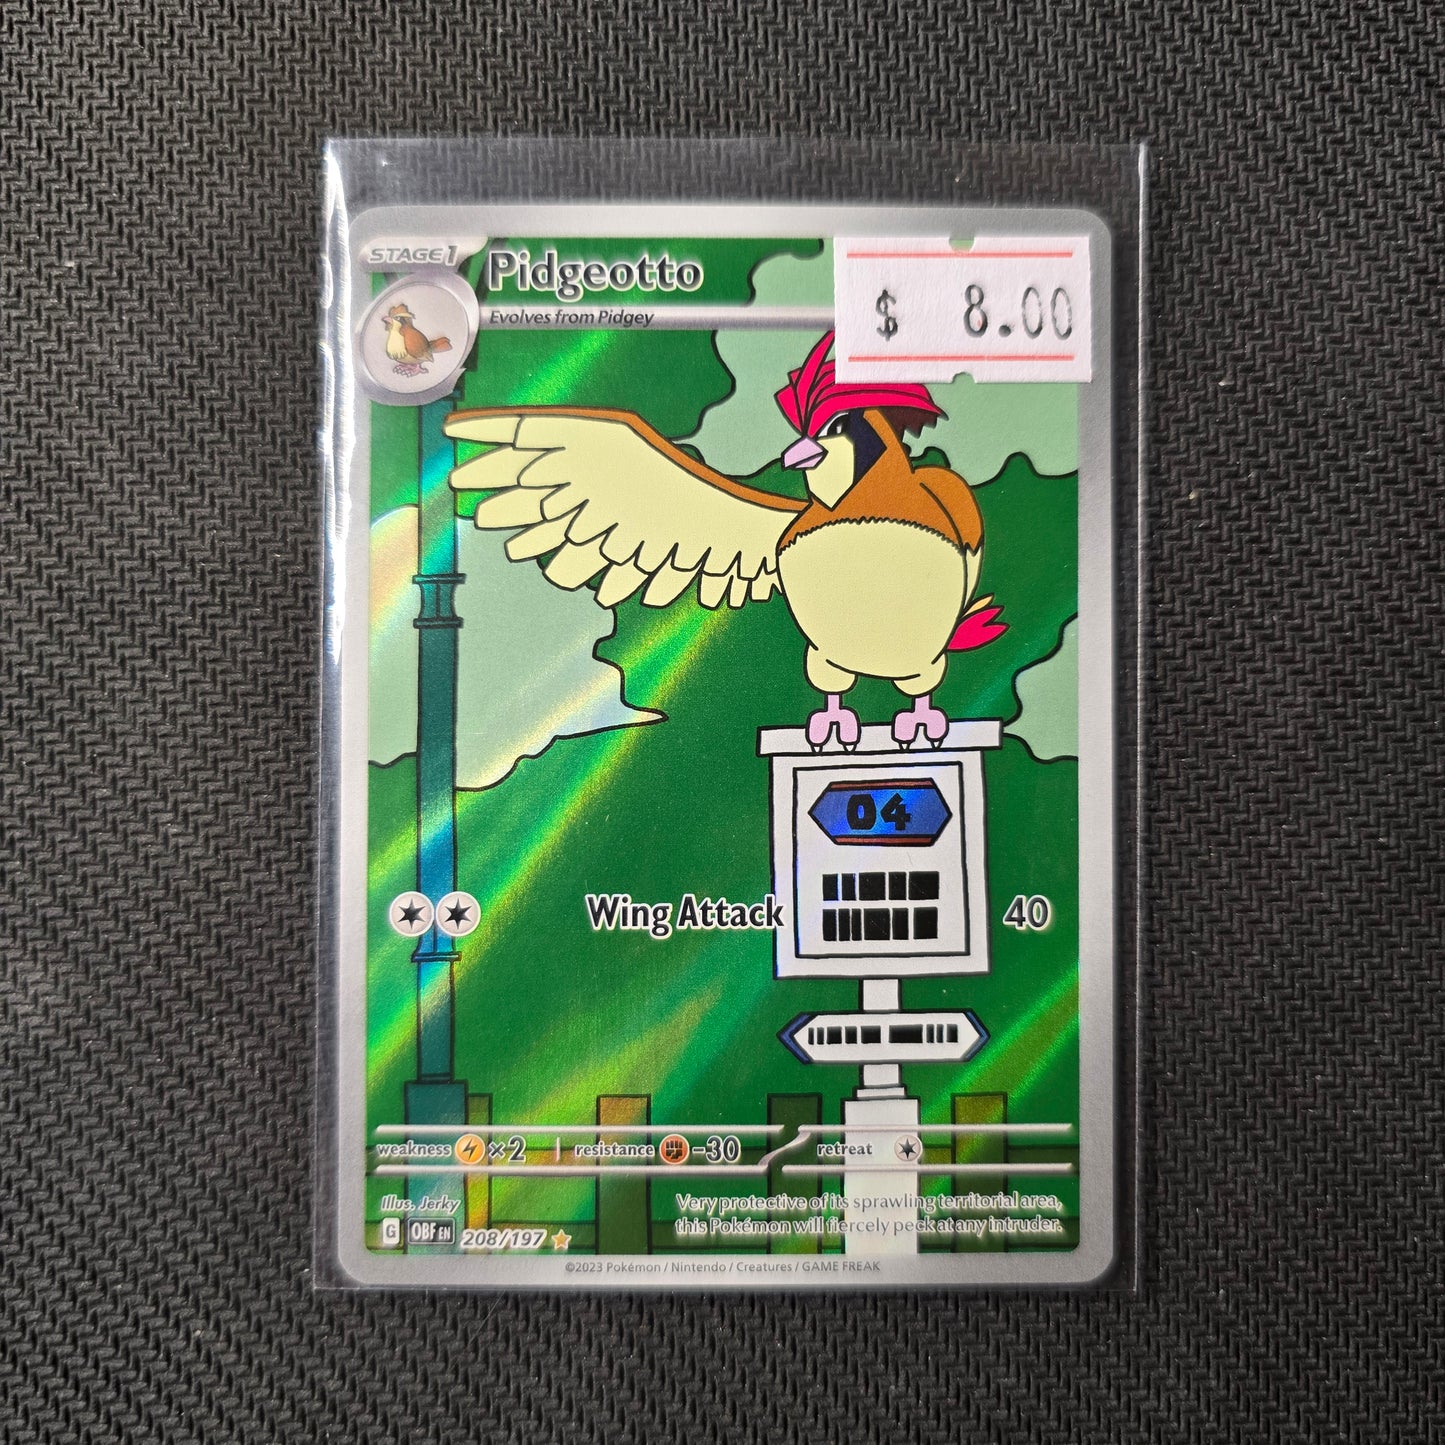 STAGE 1
Pidgeotto
$ 8.00
Evolves from Pidgey
04
Wing Attack 40
weakness ×2 resistance -30 retreat
Illus. Jerky
Very protective of its sprawling territorial area,
this Pokémon will fiercely peck at any intruder.
G OBF EN 208/197
©2023 Pokémon / Nintendo / Creatures / GAME FREAK